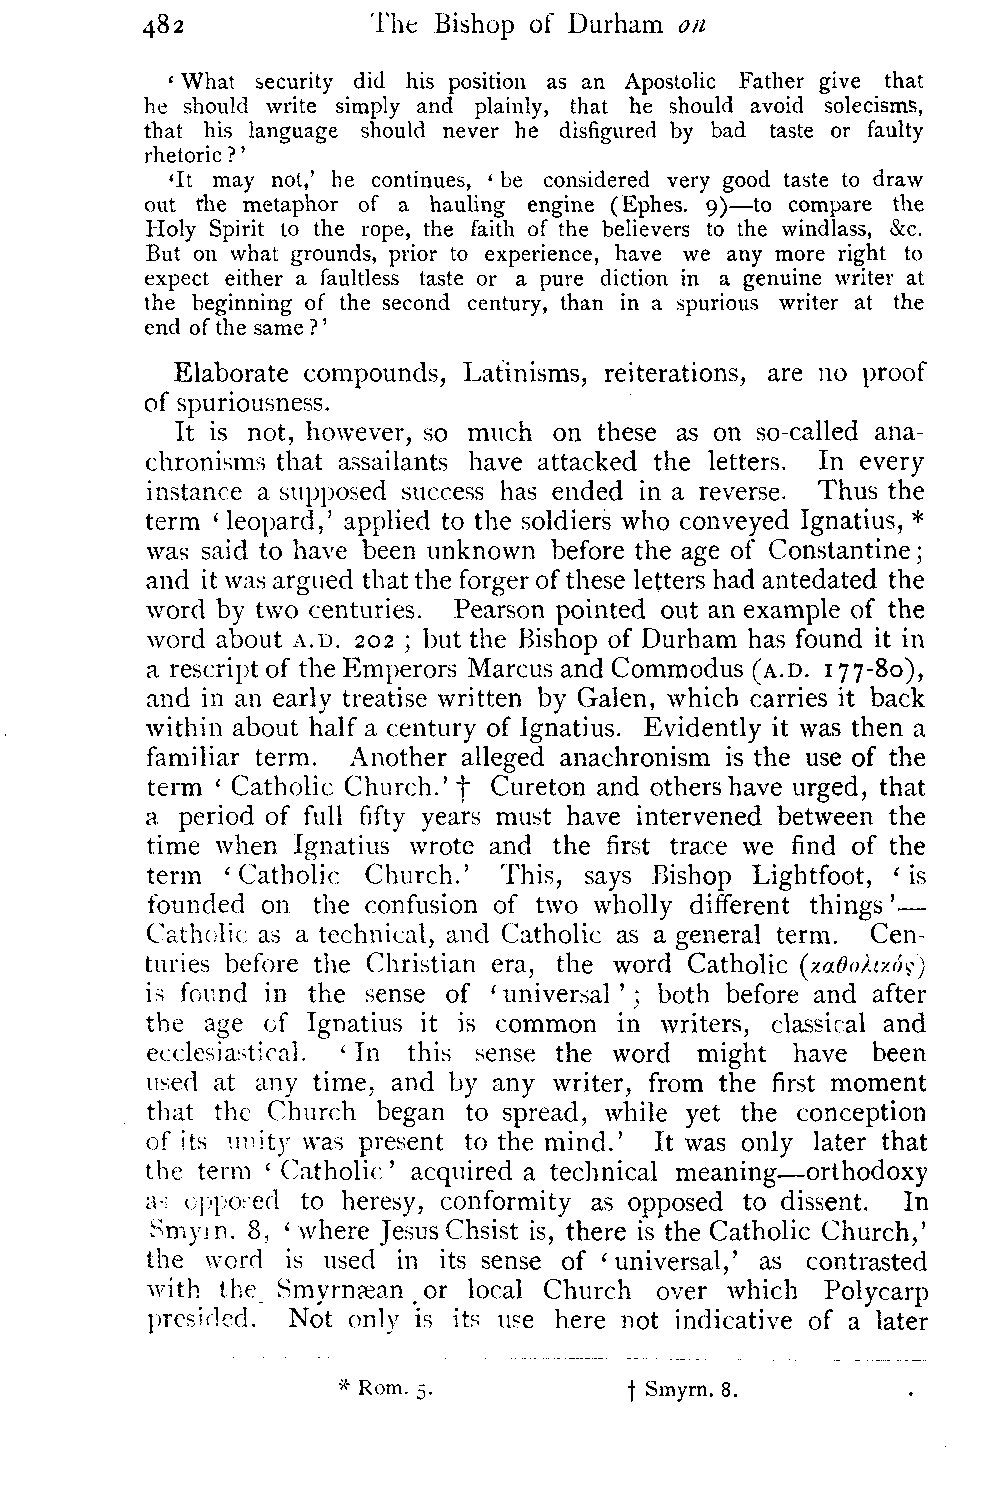 482 The Bishop of Durham on
‘ What security did his position as an Apostolic Father give that
he should write simply and plainly, that he should avoid solecisms,
that his language should never he disfigured by bad taste or faulty
rhetoric ? ’
‘It may not,’ he continues, ‘ be considered very good taste to draw
out the metaphor of a hauling engine (Ephes. 9)—to compare the
Holy Spirit to the rope, the faith of the believers to the windlass, &c.
But on what grounds, prior to experience, have we any more right to
expect either a faultless taste or a pure diction in a genuine writer at
the beginning of the second century, than in a spurious writer at the
end of the same ? ’
Elaborate compounds, Latinisms, reiterations, are no proof
of spuriousness.
It is not, however, so much on these as on so-called ana-
chronisms that assailants have attacked the letters. In every
instance a supposed success has ended in a reverse. Thus the
term ‘ leopard,’ applied to the soldiers who conveyed Ignatius, *
was said to have been unknown before the age of Constantine ;
and it was argued that the forger of these letters had antedated the
word by two centuries. Pearson pointed out an example of the
word about A.D. 202 ; but the Bishop of Durham has found it in
a rescript of the Emperors Marcus and Commodus (A.D. 177-80),
and in an early treatise written by Galen, which carries it back
within about half a century of Ignatius. Evidently it was then a
familiar term. Another alleged anachronism is the use of the
term ‘ Catholic Church.’ † Cureton and others have urged, that
a period of full fifty years must have intervened between the
time when Ignatius wrote and the first trace we find of the
term ‘ Catholic Church.’ This, says Bishop Lightfoot, ‘ is
founded on the confusion of two wholly different things ’—
Catholic as a technical, and Catholic as a general term. Cen-
turies before the Christian era, the word Catholic (καθολικός)
is found in the sense of ‘ universal ’ ; both before and after
the age of Ignatius it is common in writers, classical and
ecclesiastical. ‘ In this sense the word might have been
used at any time, and by any writer, from the first moment
that the Church began to spread, while yet the conception
of its unity was present to the mind.’ It was only later that
the term ‘ Catholic ’ acquired a technical meaning—orthodoxy
as opposed to heresy, conformity as opposed to dissent. In
Smyrn. 8, ‘ where Jesus Chsist is, there is the Catholic Church,’
the word is used in its sense of ‘ universal,’ as contrasted
with the Smyrnæan or local Church over which Polycarp
presided. Not only is its use here not indicative of a later
* Rom. 5. † Smyrn. 8.